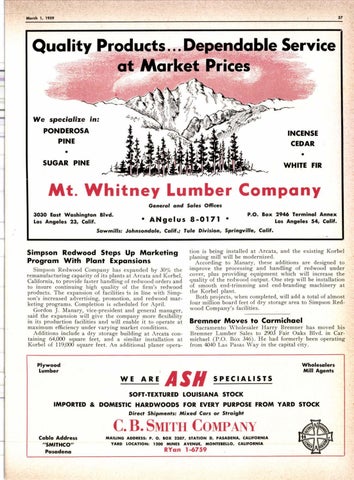 March 1, 1959
57
Quality Products...Dependable Service
at Market Prices
We specialize in:
PONDEROSA
PINE
•
SUGAR PINE
INCENSE
CEDAR
•
WHITE FIR
Mt. Whitney Lumber Company
General and Sales Offices
3030 East Washington Blvd.
Los Angeles 23, Calif.
• ANgelus 8-0171 •
P.O. Box 2946 Terminal Annex
Los Angeles 54, Calif.
Sawmills: Johnsondale, Calif.; Tule Division, Springville, Calif.
Simpson Redwood Steps Up Marketing
Program With Plant Expansions
Simpson Redwood Company has expanded by 30% the
remanufacturing capacity of its plants at Arcata and Korbel,
California, to provide faster handling of redwood orders and
to insure continuing high quality of the firm's redwood
products. The expansion of facilities is in line with Simp-
son's increased advertising, promotion, and redwood mar-
keting programs. Completion is scheduled for April.
Gordon J. Manary, vice-president and general manager,
said the expansion will give the company more flexibility
in its production facilities and will enable it to operate at
maximum efficiency under varying market conditions.
Additions include a dry storage building at Arcata con-
taining 64,000 square feet, and a similar installation at
Korbel of 119,000 square feet. An additional planer opera-
tion is being installed at Arcata, and the existing Korbel
planing mill will be modernized.
According to Manary, these additions are designed to
improve the processing and handling of redwood under
cover, plus providing equipment which will increase the
quality of the redwood output. One step will be installation
of smooth end-trimming and end-branding machinery at
the Korbel plant.
Both projects, when completed, will add a total of almost
four million board feet of dry storage area to Simpson Red-
wood Company's facilities.
Bremner Moves to Carmichael
Sacramento Wholesaler Harry Bremner has moved his
Bremner Lumber Sales to 2903 Fair Oaks Blvd. in Car-
michael (P.O. Box 346). He had formerly been operating
from 4040 Las Pasas Way in the capital city.
Plywood
Lumber
Wholesalers
Mill Agents
WE ARE ASH SPECIALISTS
SOFT-TEXTURED LOUISIANA STOCK
IMPORTED & DOMESTIC HARDWOODS FOR EVERY PURPOSE FROM YARD STOCK
Direct Shipments: Mixed Cars or Straight
C. B. SMITH COMPANY
Cable Address
"SMITHCO"
Pasadena
MAILING ADDRESS: P. O. BOX 2287, STATION D, PASADENA, CALIFORNIA
YARD LOCATION: 1200 MINES AVENUE, MONTEBELLO, CALIFORNIA
RYan 1-6759